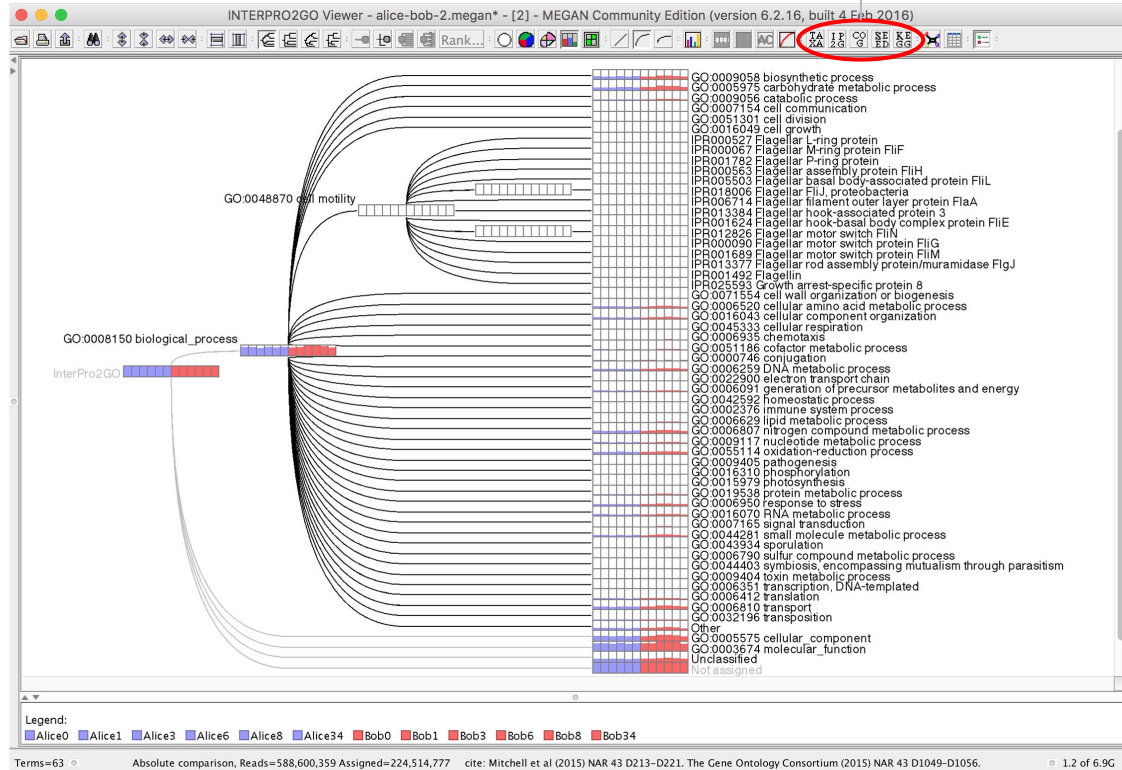 INTERPRO2GO Viewer - alice-bob-2.megan* - [2] - MEGAN Community Edition (version 6.2.16, built 4 Feb 2016)
Rank... AC TA XA IP 2G CO G SE ED KE GG
GO:0009058 biosynthetic process
GO:0005975 carbohydrate metabolic process
GO:0009056 catabolic process
GO:0007154 cell communication
GO:0051301 cell division
GO:0016049 cell growth
IPR000527 Flagellar L-ring protein
IPR000067 Flagellar M-ring protein FliF
IPR001782 Flagellar P-ring protein
IPR000563 Flagellar assembly protein FliH
IPR005503 Flagellar basal body-associated protein FliL
IPR018006 Flagellar FliJ, proteobacteria
GO:0048870 cell motility
IPR006714 Flagellar filament outer layer protein FlaA
IPR013384 Flagellar hook-associated protein 3
IPR001624 Flagellar hook-basal body complex protein FliE
IPR012826 Flagellar motor switch FliN
IPR000090 Flagellar motor switch protein FliG
IPR001689 Flagellar motor switch protein FliM
IPR013377 Flagellar rod assembly protein/muramidase FlgJ
IPR001492 Flagellin
IPR025593 Growth arrest-specific protein 8
GO:0071554 cell wall organization or biogenesis
GO:0006520 cellular amino acid metabolic process
GO:0016043 cellular component organization
GO:0045333 cellular respiration
GO:0006935 chemotaxis
GO:0008150 biological_process
GO:0051186 cofactor metabolic process
GO:0000746 conjugation
GO:0006259 DNA metabolic process
InterPro2GO
GO:0022900 electron transport chain
GO:0006091 generation of precursor metabolites and energy
GO:0042592 homeostatic process
GO:0002376 immune system process
GO:0006629 lipid metabolic process
GO:0006807 nitrogen compound metabolic process
GO:0009117 nucleotide metabolic process
GO:0055114 oxidation-reduction process
GO:0009405 pathogenesis
GO:0016310 phosphorylation
GO:0015979 photosynthesis
GO:0019538 protein metabolic process
GO:0006950 response to stress
GO:0016070 RNA metabolic process
GO:0007165 signal transduction
GO:0044281 small molecule metabolic process
GO:0043934 sporulation
GO:0006790 sulfur compound metabolic process
GO:0044403 symbiosis, encompassing mutualism through parasitism
GO:0009404 toxin metabolic process
GO:0006351 transcription, DNA-templated
GO:0006412 translation
GO:0006810 transport
GO:0032196 transposition
Other
GO:0005575 cellular_component
GO:0003674 molecular_function
Unclassified
Not assigned
Legend:
Alice0 Alice1 Alice3 Alice6 Alice8 Alice34 Bob0 Bob1 Bob3 Bob6 Bob8 Bob34
Terms=63 Absolute comparison, Reads=588,600,359 Assigned=224,514,777 cite: Mitchell et al (2015) NAR 43 D213-D221. The Gene Ontology Consortium (2015) NAR 43 D1049-D1056. 1.2 of 6.9G